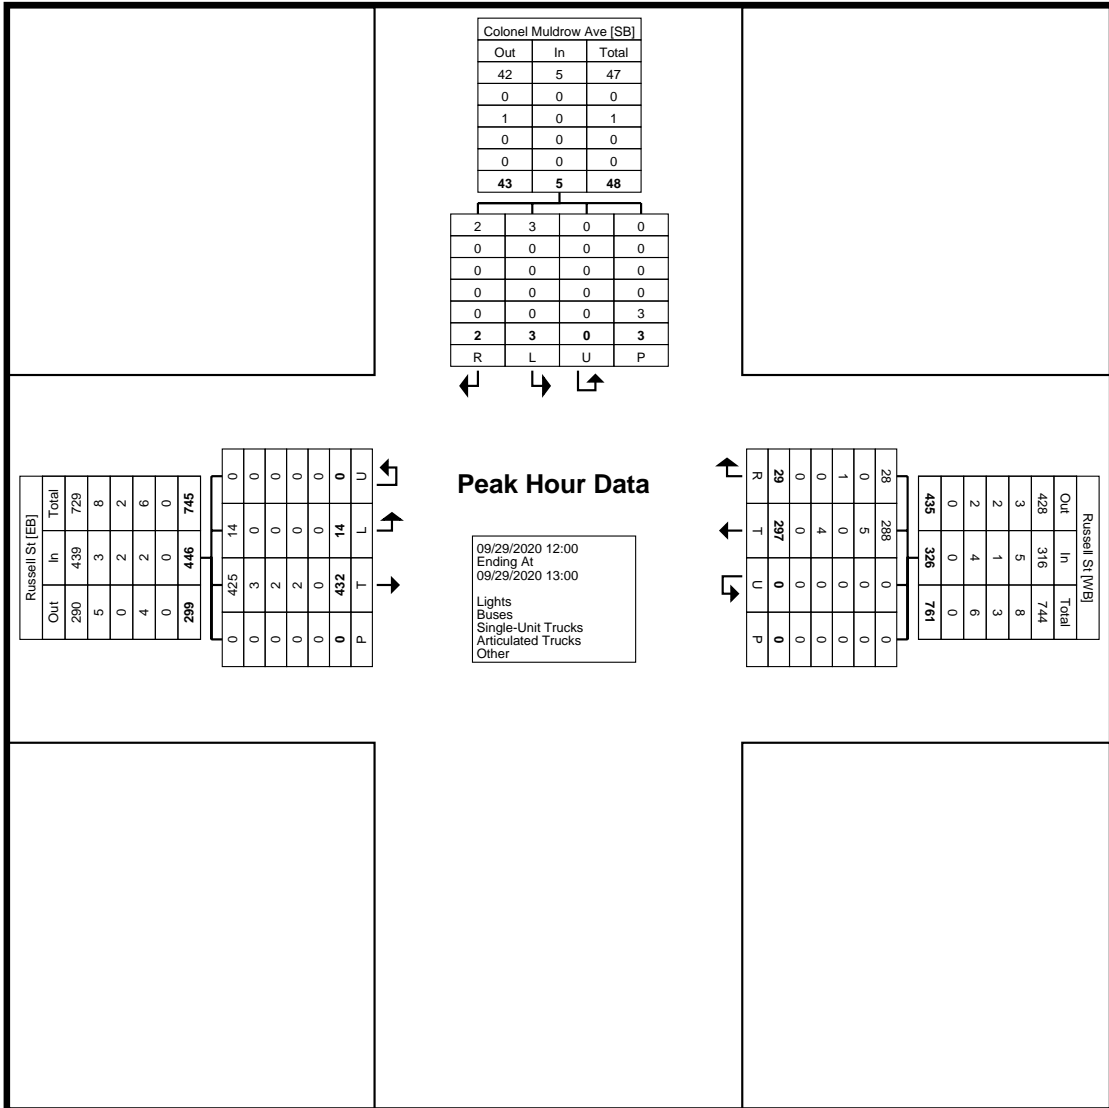 Colonel Muldrow Ave [SB]
Out In Total
42 5 47
0 0 0
1 0 1
0 0 0
0 0 0
43 5 48
2 3 0 0
0 0 0 0
0 0 0 0
0 0 0 0
0 0 0 3
2 3 0 3
R L U P
Russell St [EB]
Total 729 8 2 6 0 745
In 439 3 2 2 0 446
Out 290 5 0 4 0 299
0 0 0 0 0 0 U
14 0 0 0 0 14 L
425 3 2 2 0 432 T
0 0 0 0 0 0 P
Peak Hour Data
09/29/2020 12:00
Ending At
09/29/2020 13:00
Lights
Buses
Single-Unit Trucks
Articulated Trucks
Other
R 29 0 0 1 0 28
T 297 0 4 0 5 288
U 0 0 0 0 0 0
P 0 0 0 0 0 0
Russell St [WB]
435 0 2 2 3 428 Out
326 0 4 1 5 316 In
761 0 6 3 8 744 Total